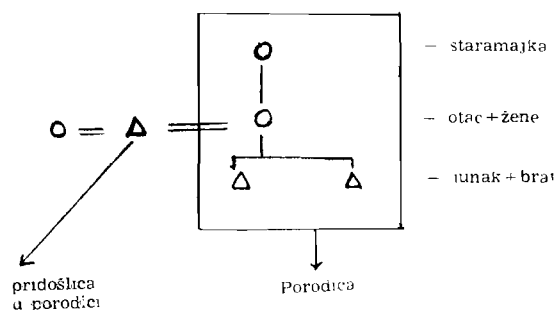 – staramajka
– otac+žene
– junak+brat
pridošlica
u porodici
Porodica